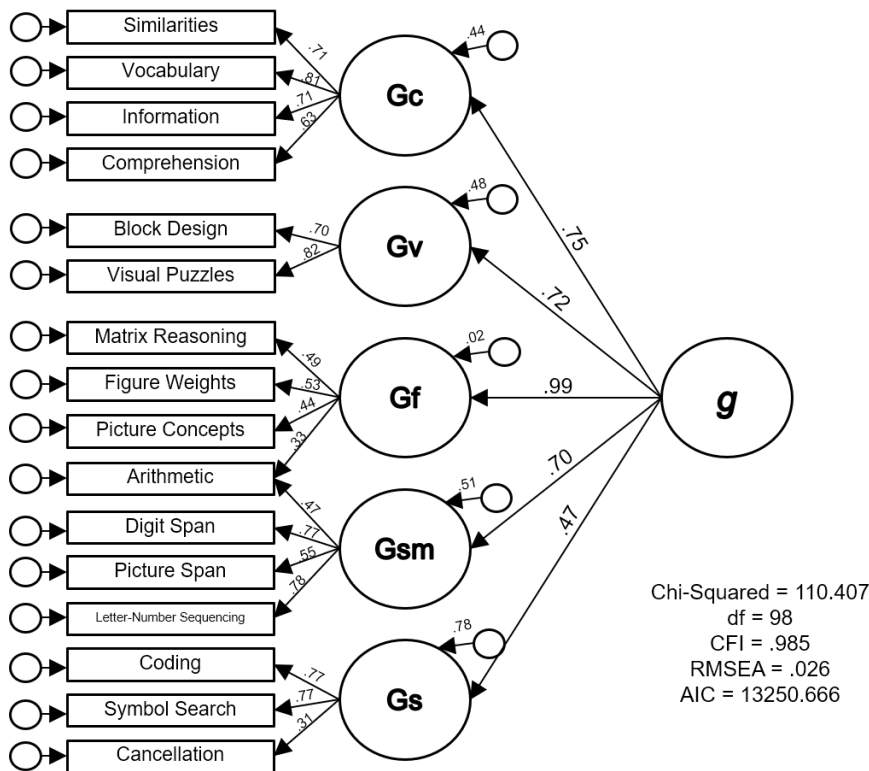 Similarities
Vocabulary
Information
Comprehension
Block Design
Visual Puzzles
Matrix Reasoning
Figure Weights
Picture Concepts
Arithmetic
Digit Span
Picture Span
Letter-Number Sequencing
Coding
Symbol Search
Cancellation
.71
.81
.71
.63
.70
.82
.49
.53
.44
.33
.47
.77
.55
.78
.77
.77
.31
Gc
Gv
Gf
Gsm
Gs
.44
.48
.02
.51
.78
.75
.72
.99
.70
.47
g
Chi-Squared = 110.407
df = 98
CFI = .985
RMSEA = .026
AIC = 13250.666